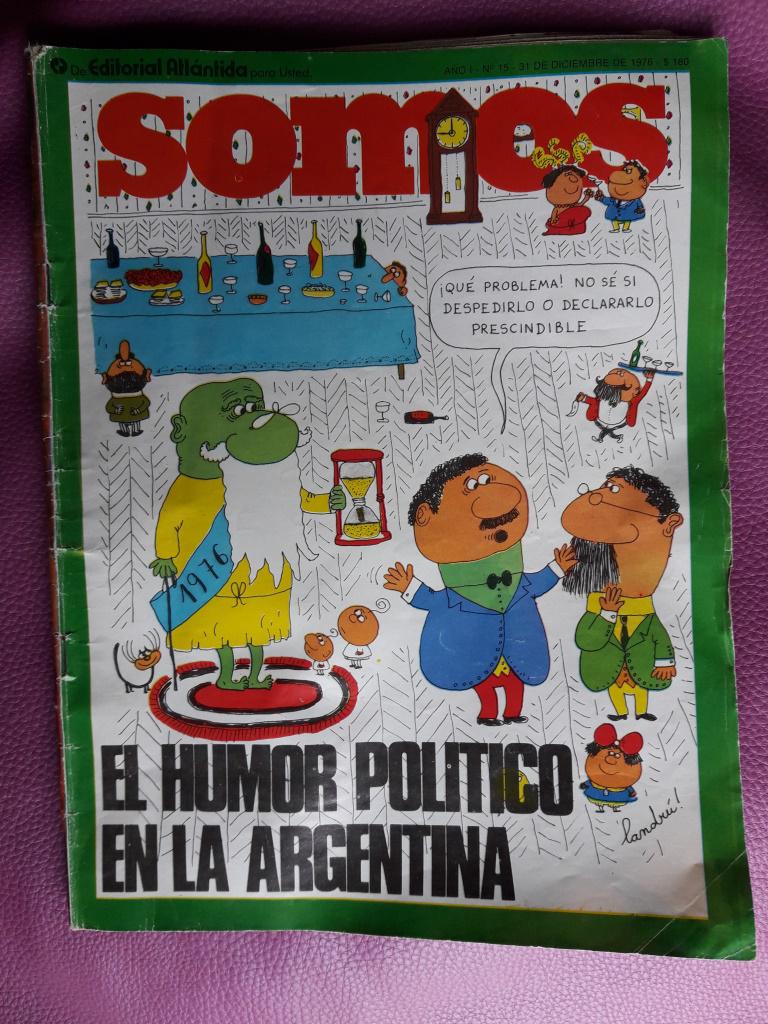 De Editorial Atlántida para Usted.
AÑO I - Nº 15 - 31 DE DICIEMBRE DE 1976 - $ 180
somos
¡QUÉ PROBLEMA! NO SÉ SI
DESPEDIRLO O DECLARARLO
PRESCINDIBLE
1976
EL HUMOR POLITICO
EN LA ARGENTINA
landrú!